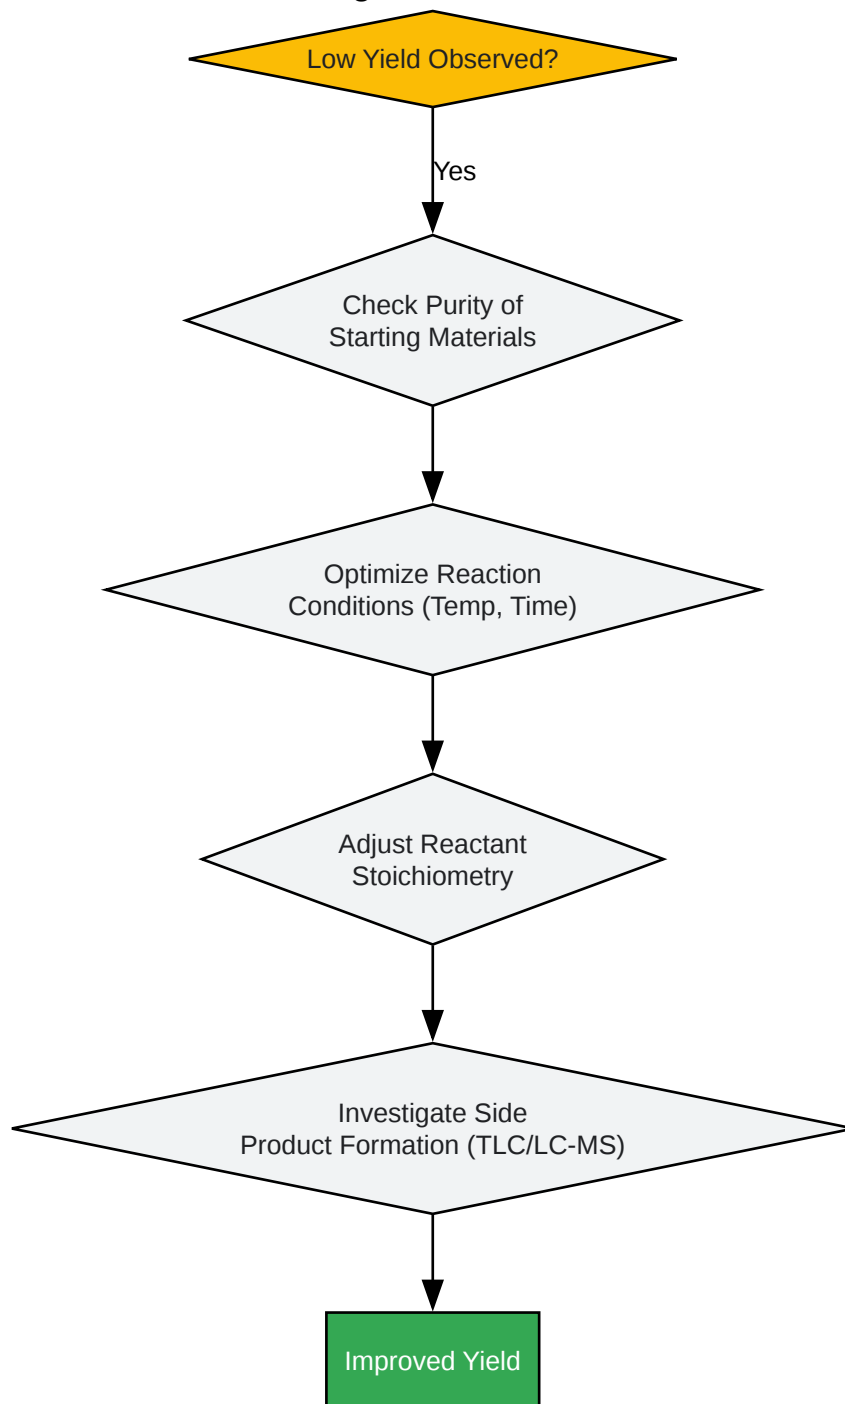 Low Yield Observed?
Yes
Check Purity of
Starting Materials
Optimize Reaction
Conditions (Temp, Time)
Adjust Reactant
Stoichiometry
Investigate Side
Product Formation (TLC/LC-MS)
Improved Yield